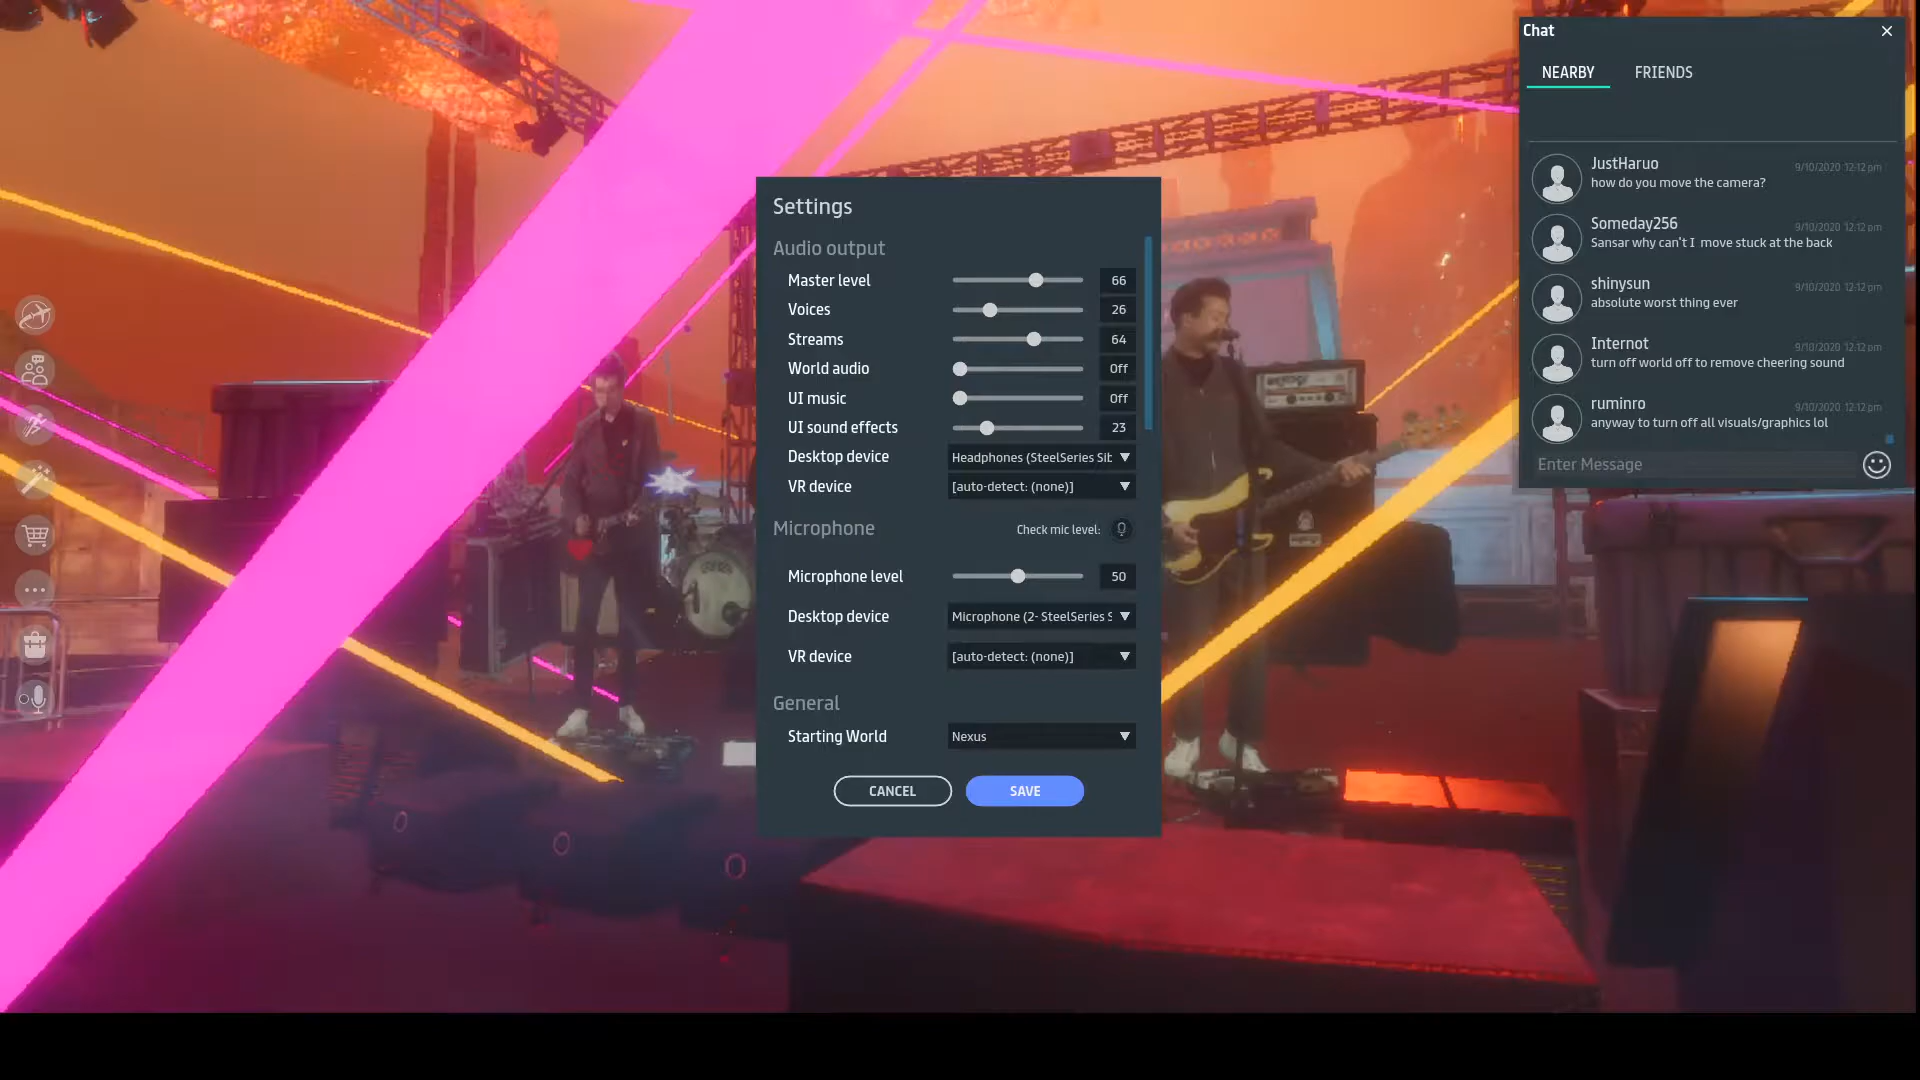 Chat
NEARBY
FRIENDS
JustHaruo
9/10/2020 12:12 pm
how do you move the camera?
Someday256
9/10/2020 12:12 pm
Sansar why can't I move stuck at the back
shinysun
9/10/2020 12:12 pm
absolute worst thing ever
Internot
9/10/2020 12:12 pm
turn off world off to remove cheering sound
ruminro
9/10/2020 12:12 pm
anyway to turn off all visuals/graphics lol
Enter Message
Settings
Audio output
Master level 66
Voices 26
Streams 64
World audio Off
UI music Off
UI sound effects 23
Desktop device Headphones (SteelSeries Sib
VR device [auto-detect: (none)]
Microphone Check mic level:
Microphone level 50
Desktop device Microphone (2- SteelSeries S
VR device [auto-detect: (none)]
General
Starting World Nexus
CANCEL SAVE